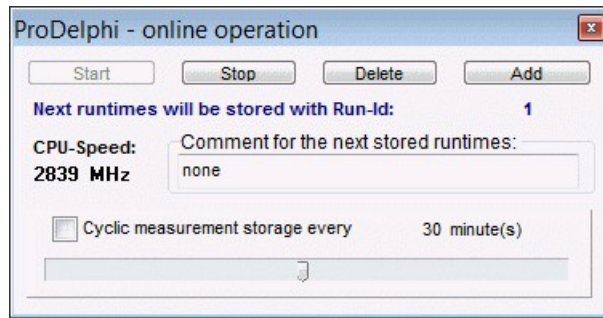 ProDelphi - online operation
Start Stop Delete Add
Next runtimes will be stored with Run-Id: 1
CPU-Speed:
2839 MHz
Comment for the next stored runtimes:
none
Cyclic measurement storage every 30 minute(s)